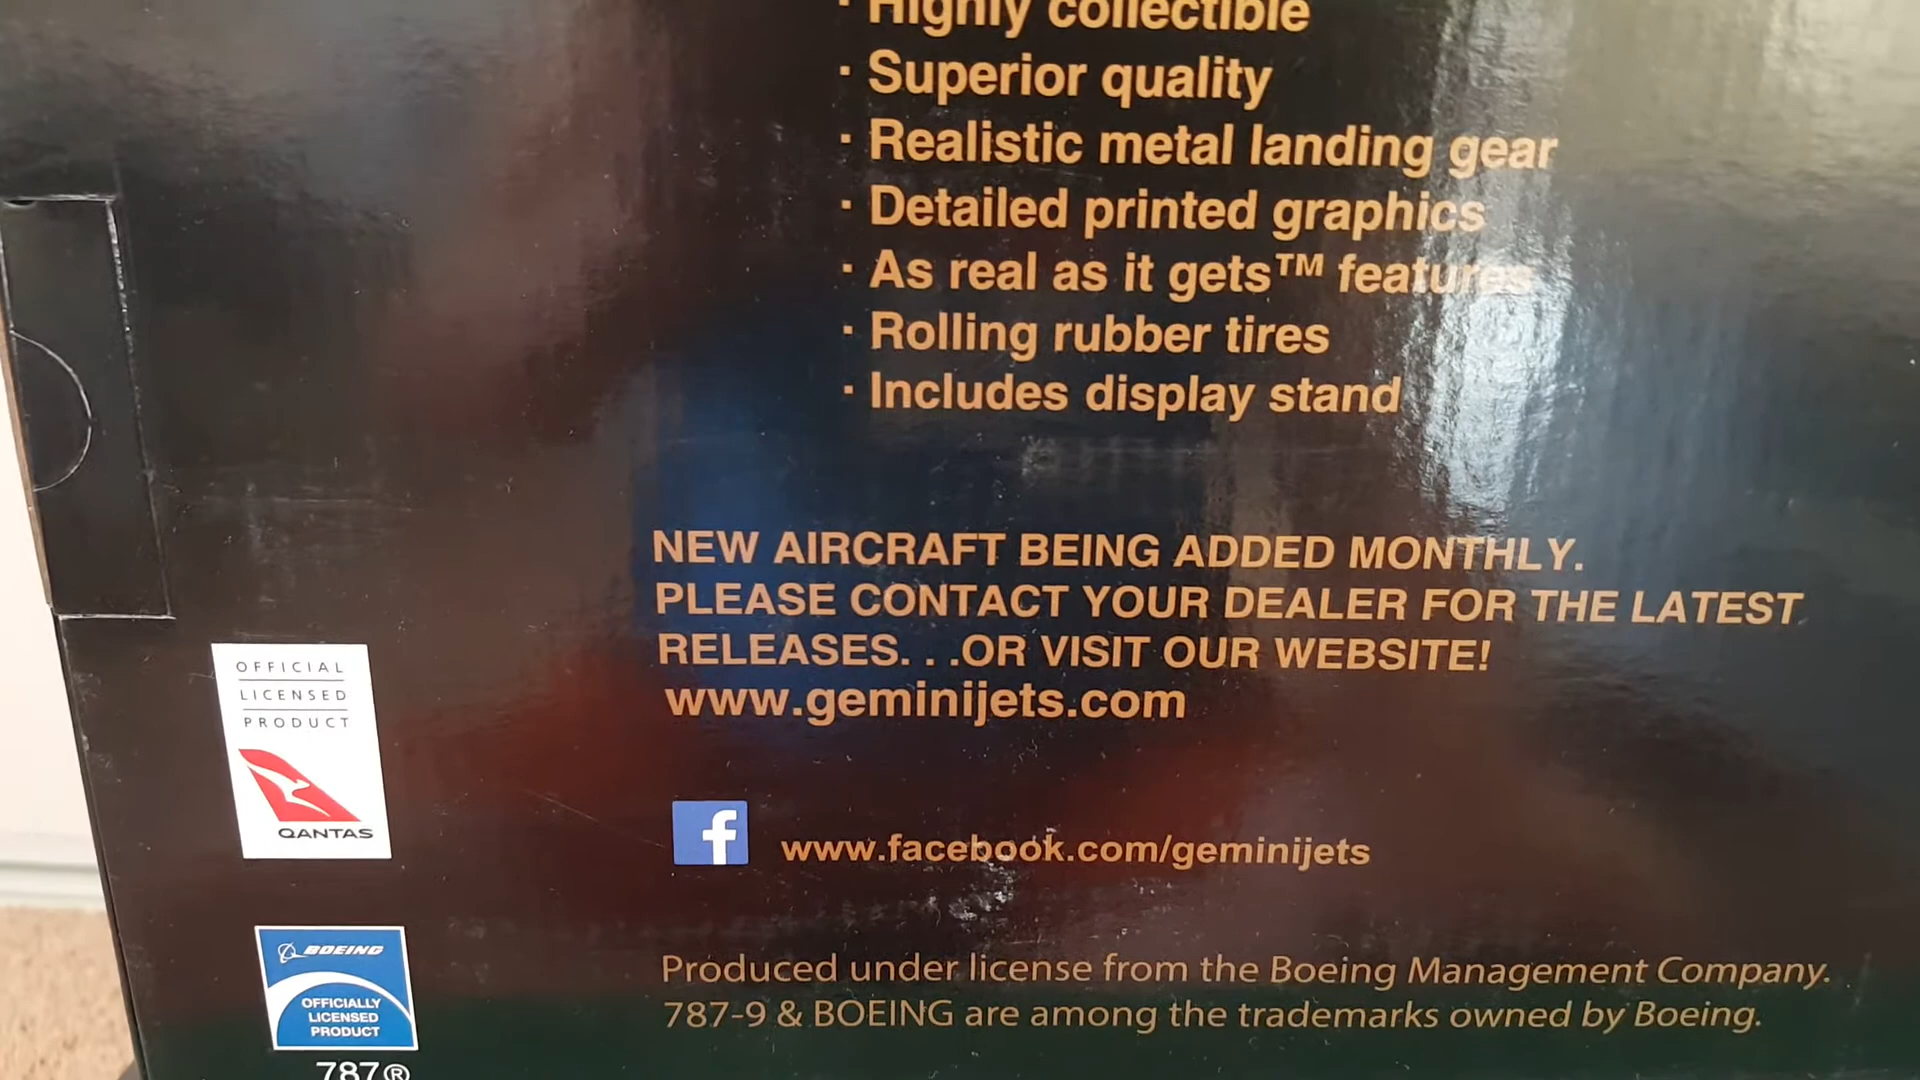 · Highly collectible
· Superior quality
· Realistic metal landing gear
· Detailed printed graphics
· As real as it gets™ features
· Rolling rubber tires
· Includes display stand
NEW AIRCRAFT BEING ADDED MONTHLY.
PLEASE CONTACT YOUR DEALER FOR THE LATEST
RELEASES. . .OR VISIT OUR WEBSITE!
www.geminijets.com
OFFICIAL
LICENSED
PRODUCT
QANTAS
f www.facebook.com/geminijets
BOEING
OFFICIALLY
LICENSED
PRODUCT
787®
Produced under license from the Boeing Management Company.
787-9 & BOEING are among the trademarks owned by Boeing.